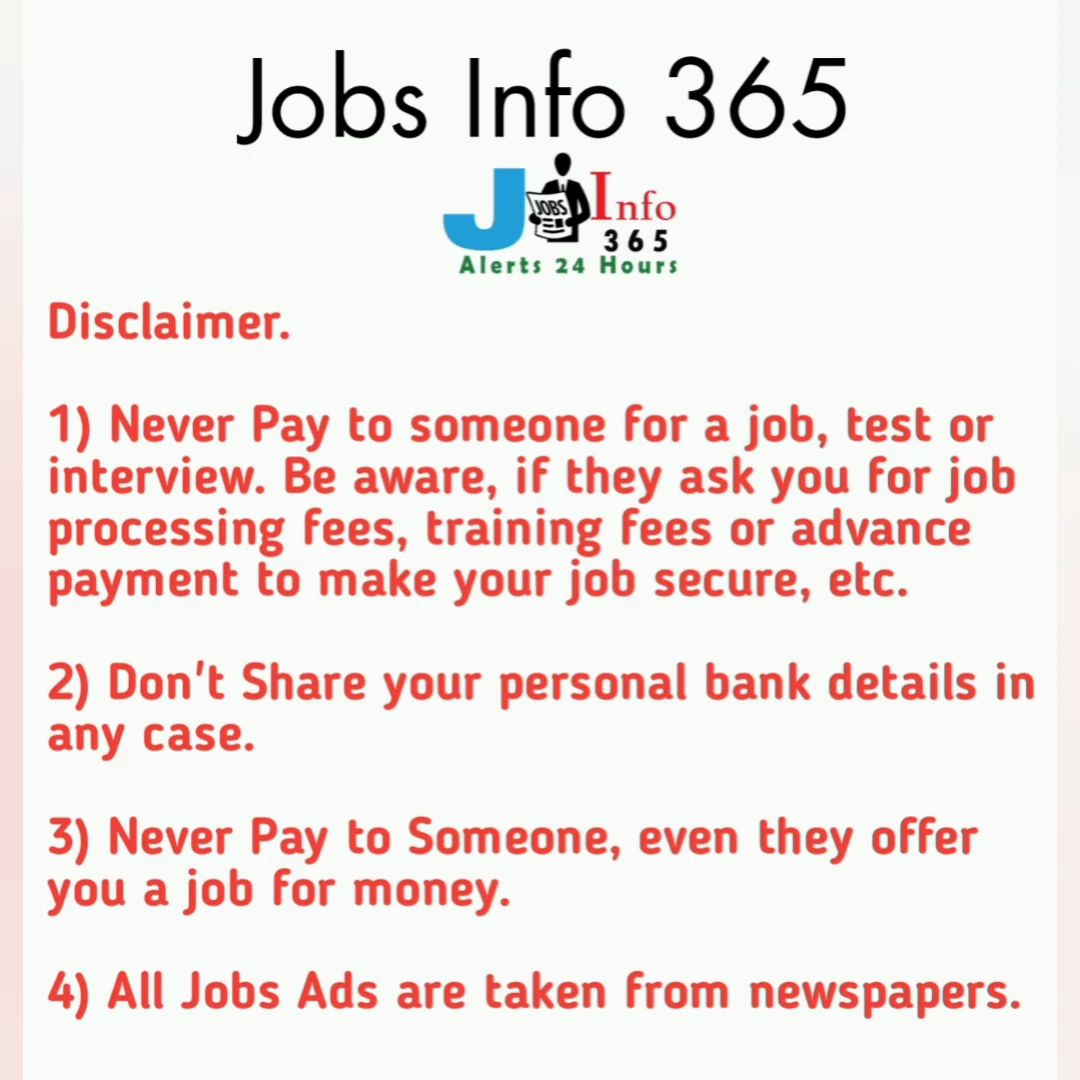 Jobs Info 365
J JOBS Info
365
Alerts 24 Hours
Disclaimer.
1) Never Pay to someone for a job, test or
interview. Be aware, if they ask you for job
processing fees, training fees or advance
payment to make your job secure, etc.
2) Don't Share your personal bank details in
any case.
3) Never Pay to Someone, even they offer
you a job for money.
4) All Jobs Ads are taken from newspapers.